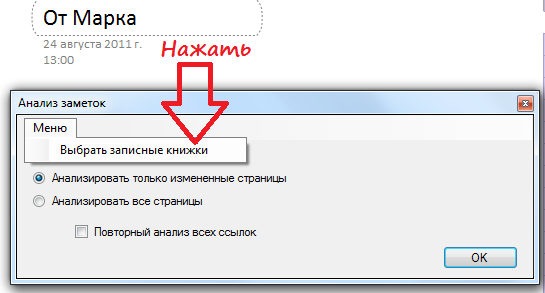 От Марка
24 августа 2011 г.
13:00
Нажать
Анализ заметок
Меню
Выбрать записные книжки
Анализировать только измененные страницы
Анализировать все страницы
Повторный анализ всех ссылок
OK